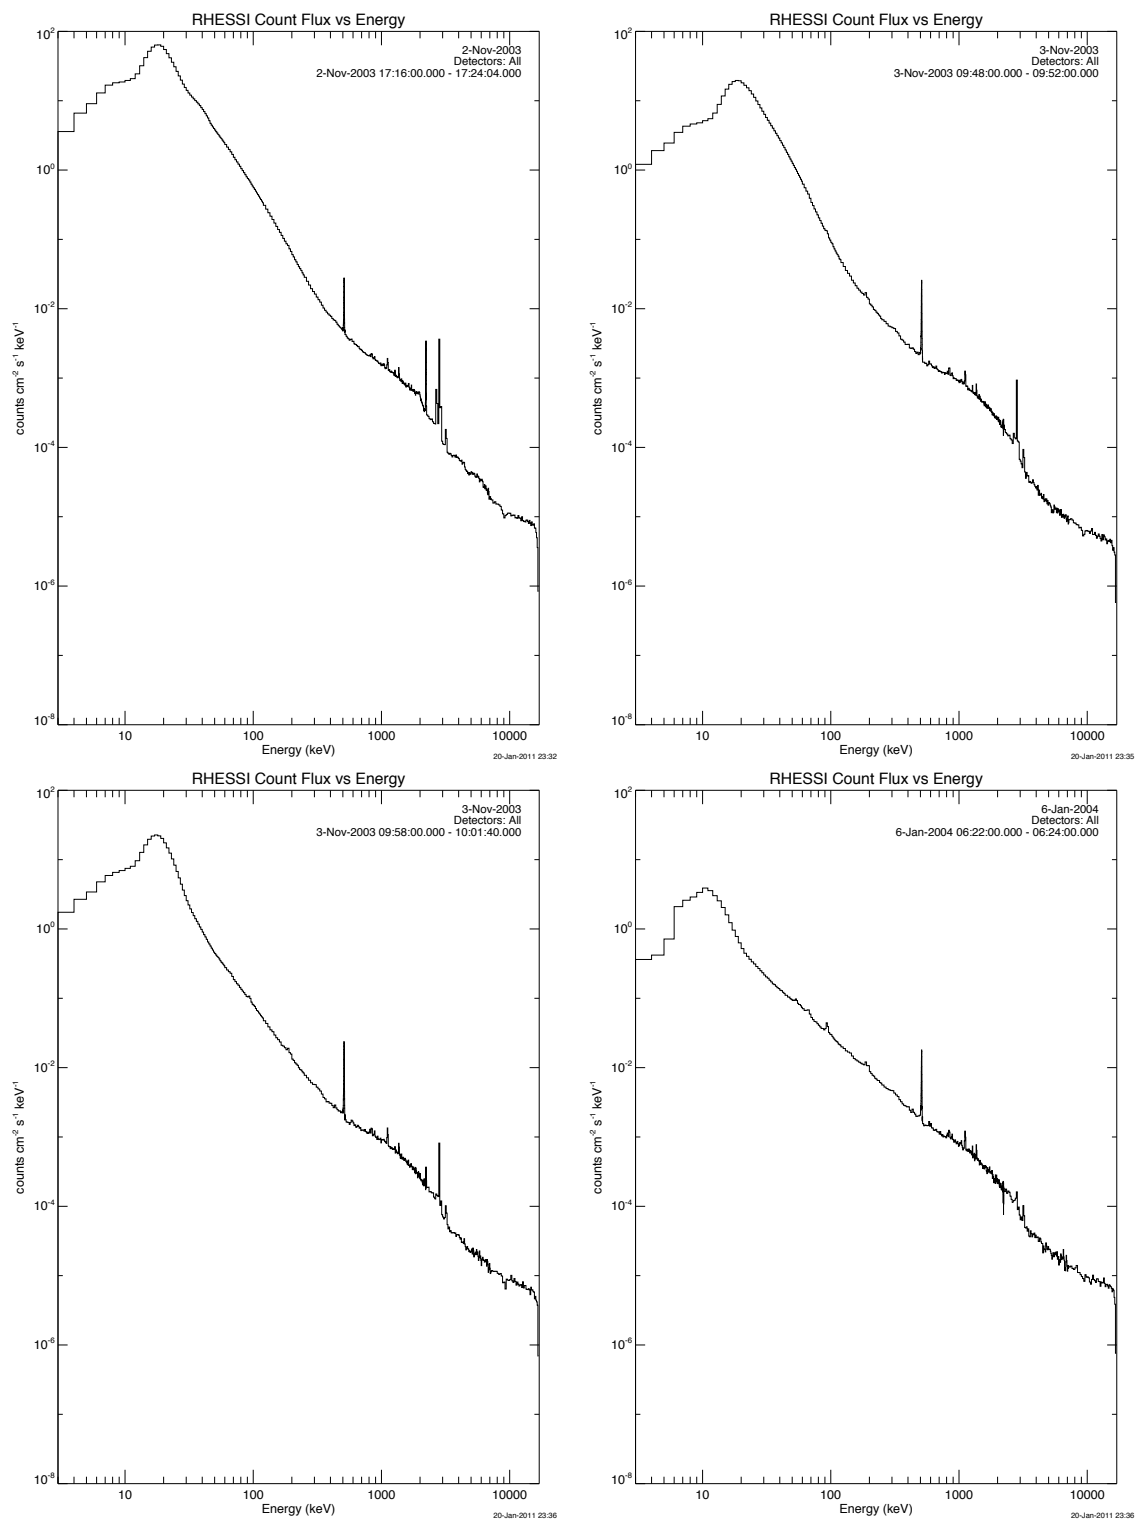 RHESSI Count Flux vs Energy
2-Nov-2003
Detectors: All
2-Nov-2003 17:16:00.000 - 17:24:04.000
10²
10⁰
10⁻²
10⁻⁴
10⁻⁶
10⁻⁸
counts cm⁻² s⁻¹ keV⁻¹
10 100 1000 10000
Energy (keV)
20-Jan-2011 23:32
RHESSI Count Flux vs Energy
3-Nov-2003
Detectors: All
3-Nov-2003 09:48:00.000 - 09:52:00.000
10²
10⁰
10⁻²
10⁻⁴
10⁻⁶
10⁻⁸
counts cm⁻² s⁻¹ keV⁻¹
10 100 1000 10000
Energy (keV)
20-Jan-2011 23:35
RHESSI Count Flux vs Energy
3-Nov-2003
Detectors: All
3-Nov-2003 09:58:00.000 - 10:01:40.000
10²
10⁰
10⁻²
10⁻⁴
10⁻⁶
10⁻⁸
counts cm⁻² s⁻¹ keV⁻¹
10 100 1000 10000
Energy (keV)
20-Jan-2011 23:36
RHESSI Count Flux vs Energy
6-Jan-2004
Detectors: All
6-Jan-2004 06:22:00.000 - 06:24:00.000
10²
10⁰
10⁻²
10⁻⁴
10⁻⁶
10⁻⁸
counts cm⁻² s⁻¹ keV⁻¹
10 100 1000 10000
Energy (keV)
20-Jan-2011 23:36